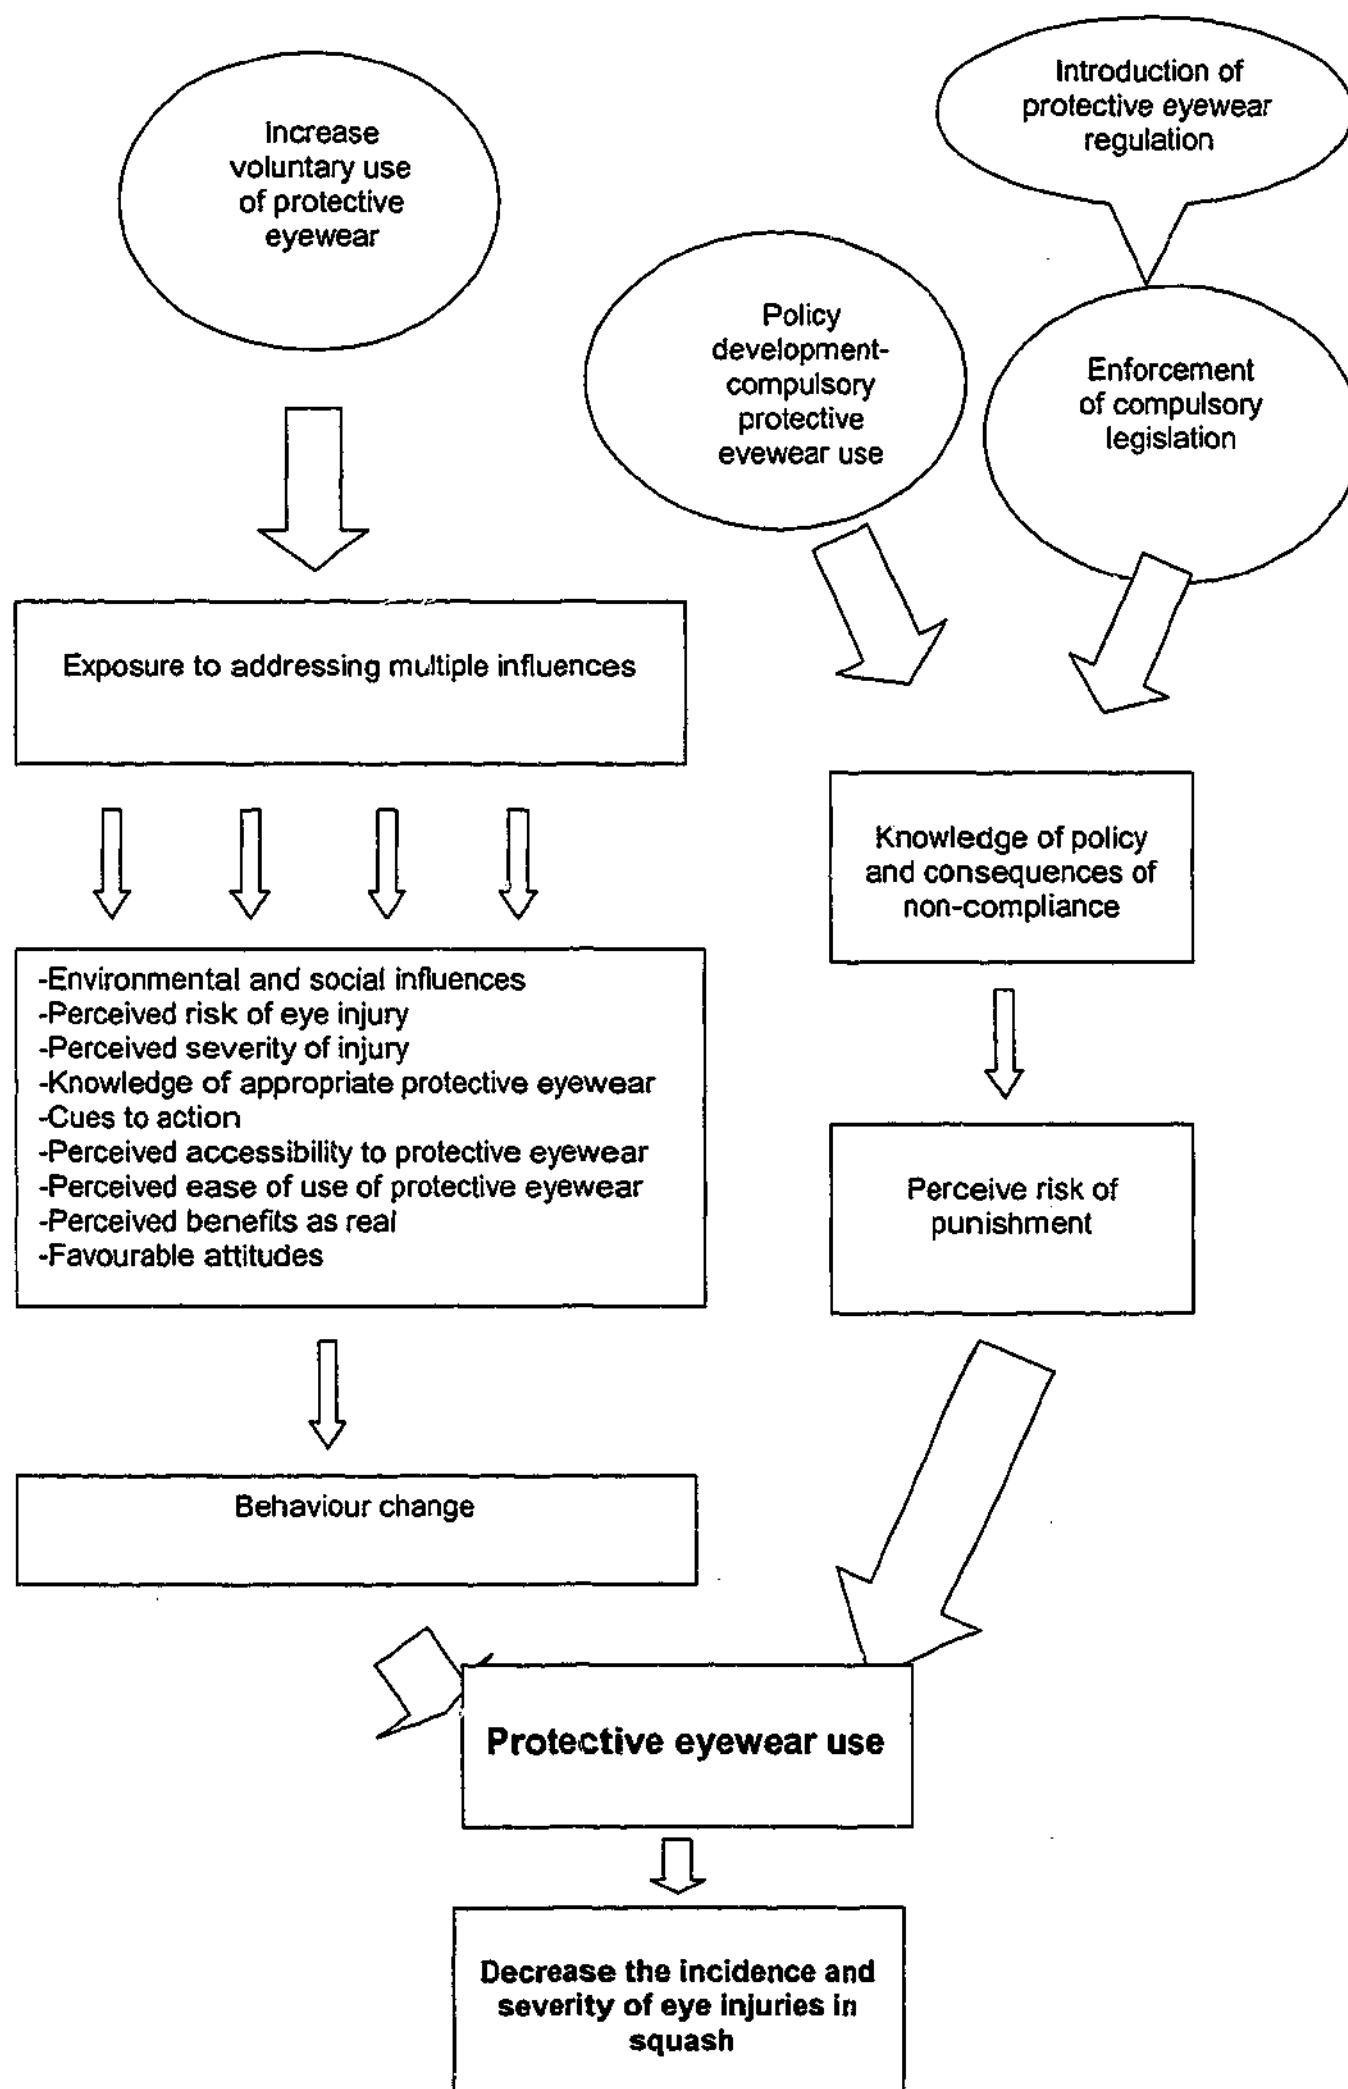 Increase
voluntary use
of protective
eyewear
Introduction of
protective eyewear
regulation
Policy
development-
compulsory
protective
evewear use
Enforcement
of compulsory
legislation
Exposure to addressing multiple influences
Knowledge of policy
and consequences of
non-compliance
-Environmental and social influences
-Perceived risk of eye injury
-Perceived severity of injury
-Knowledge of appropriate protective eyewear
-Cues to action
-Perceived accessibility to protective eyewear
-Perceived ease of use of protective eyewear
-Perceived benefits as real
-Favourable attitudes
Perceive risk of
punishment
Behaviour change
Protective eyewear use
Decrease the incidence and
severity of eye injuries in
squash